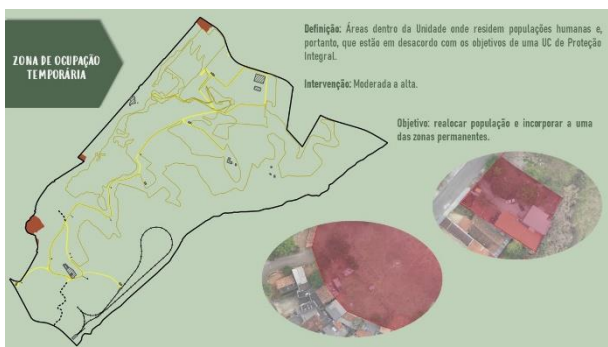 ZONA DE OCUPAÇÃO
TEMPORÁRIA
Definição: Áreas dentro da Unidade onde residem populações humanas e,
portanto, que estão em desacordo com os objetivos de uma UC de Proteção
Integral.
Intervenção: Moderada a alta.
Objetivo: realocar população e incorporar a uma
das zonas permanentes.